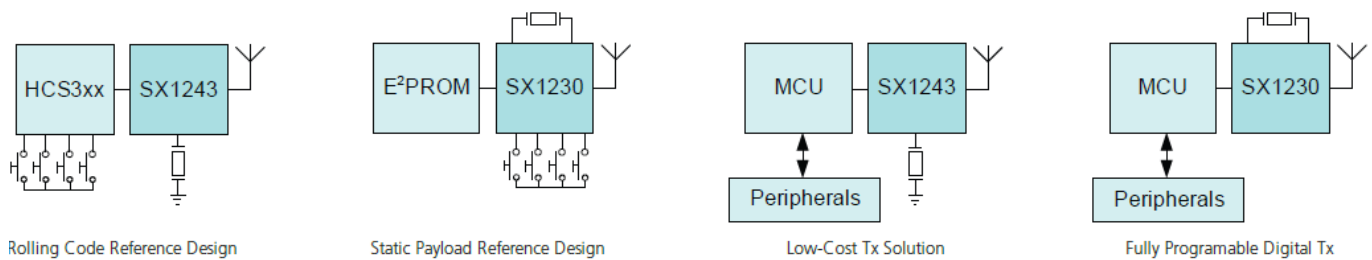 HCS3xx
SX1243
E²PROM
SX1230
MCU
SX1243
MCU
SX1230
Peripherals
Peripherals
Rolling Code Reference Design
Static Payload Reference Design
Low-Cost Tx Solution
Fully Programable Digital Tx